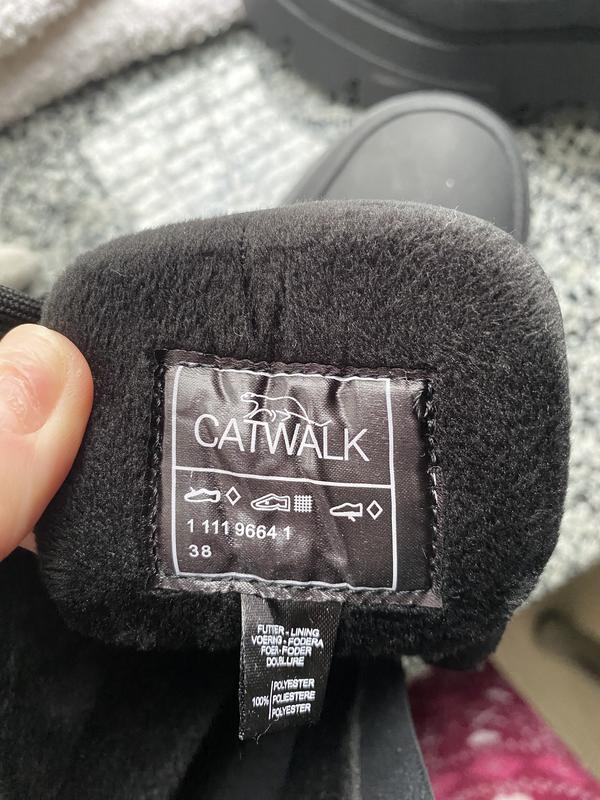 CATWALK
1 111 9664 1
38
FUTTER - LINING
VOERING - FODERA
FOER - FODER
DOUBLURE
POLYESTER
100% POLIESTERE
POLYESTER